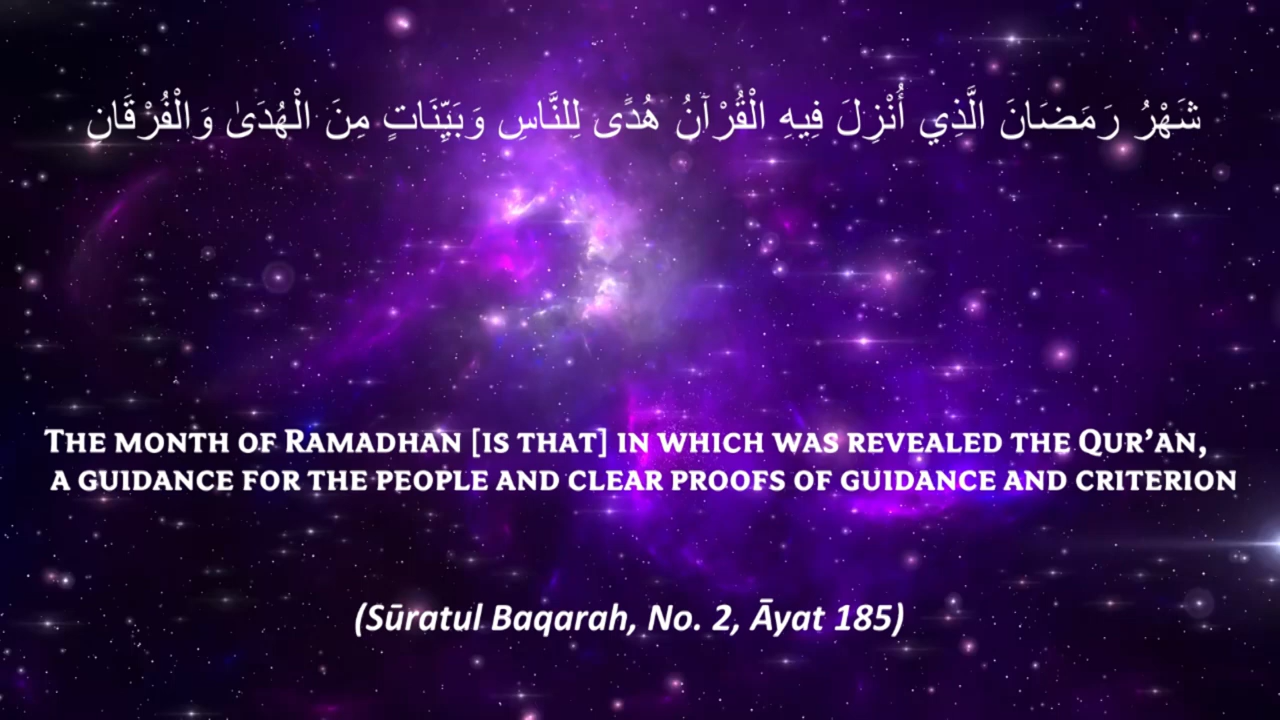 شَهْرُ رَمَضَانَ الَّذِي أُنْزِلَ فِيهِ الْقُرْآنُ هُدًى لِلنَّاسِ وَبَيِّنَاتٍ مِنَ الْهُدَىٰ وَالْفُرْقَانِ
The month of Ramadhan [is that] in which was revealed the Qur’an,
a guidance for the people and clear proofs of guidance and criterion
(Sūratul Baqarah, No. 2, Āyat 185)